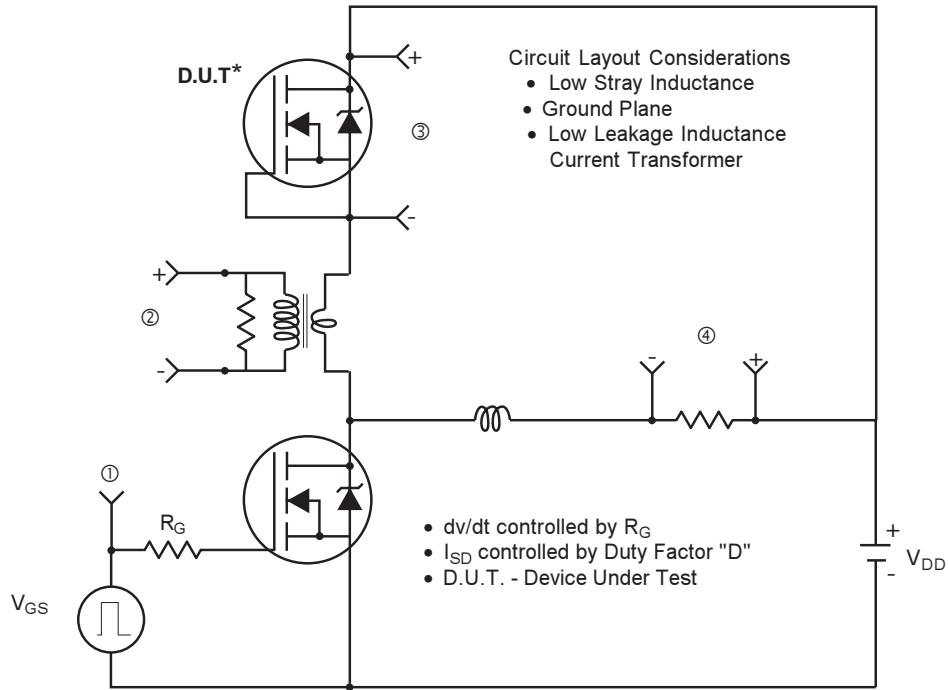 D.U.T*
+
Circuit Layout Considerations
• Low Stray Inductance
③
• Ground Plane
• Low Leakage Inductance
Current Transformer
-
+
②
-
④
-
+
①
RG
• dv/dt controlled by RG
• ISD controlled by Duty Factor "D"
• D.U.T. - Device Under Test
+
VDD
-
VGS